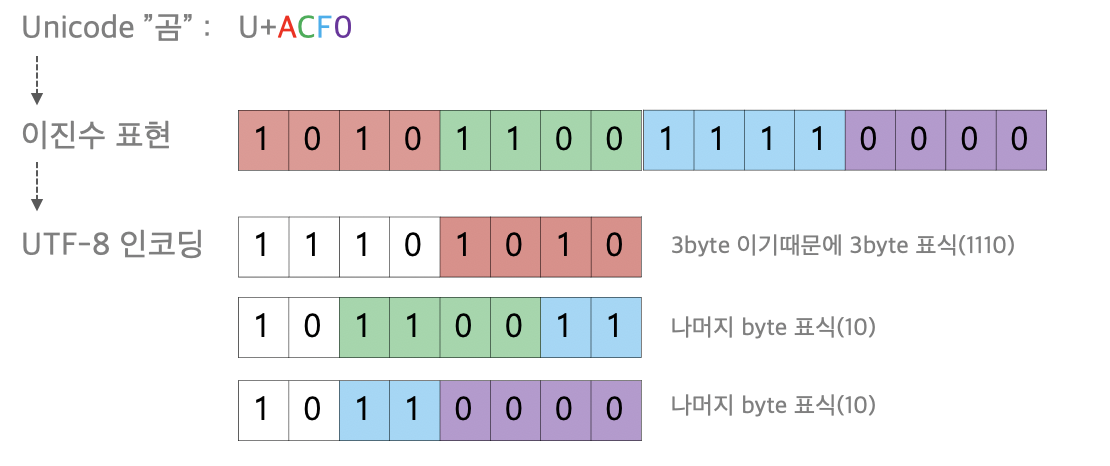 Unicode ”곰” : U+ACF0
이진수 표현 1 0 1 0 1 1 0 0 1 1 1 1 0 0 0 0
UTF-8 인코딩 1 1 1 0 1 0 1 0 3byte 이기때문에 3byte 표식(1110)
1 0 1 1 0 0 1 1 나머지 byte 표식(10)
1 0 1 1 0 0 0 0 나머지 byte 표식(10)